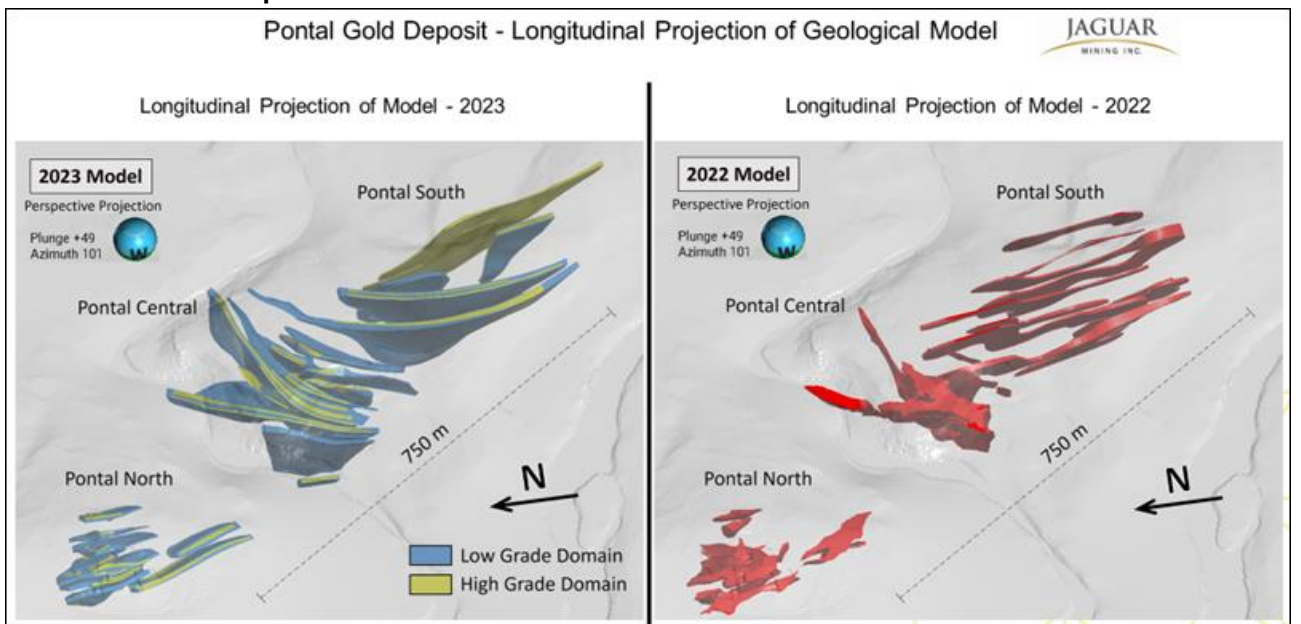 Pontal Gold Deposit - Longitudinal Projection of Geological Model
JAGUAR
MINING INC.
Longitudinal Projection of Model - 2023
2023 Model
Perspective Projection
Plunge +49
Azimuth 101
W
Pontal South
Pontal Central
Pontal North
750 m
N
Low Grade Domain
High Grade Domain
Longitudinal Projection of Model - 2022
2022 Model
Perspective Projection
Plunge +49
Azimuth 101
W
Pontal South
Pontal Central
Pontal North
750 m
N